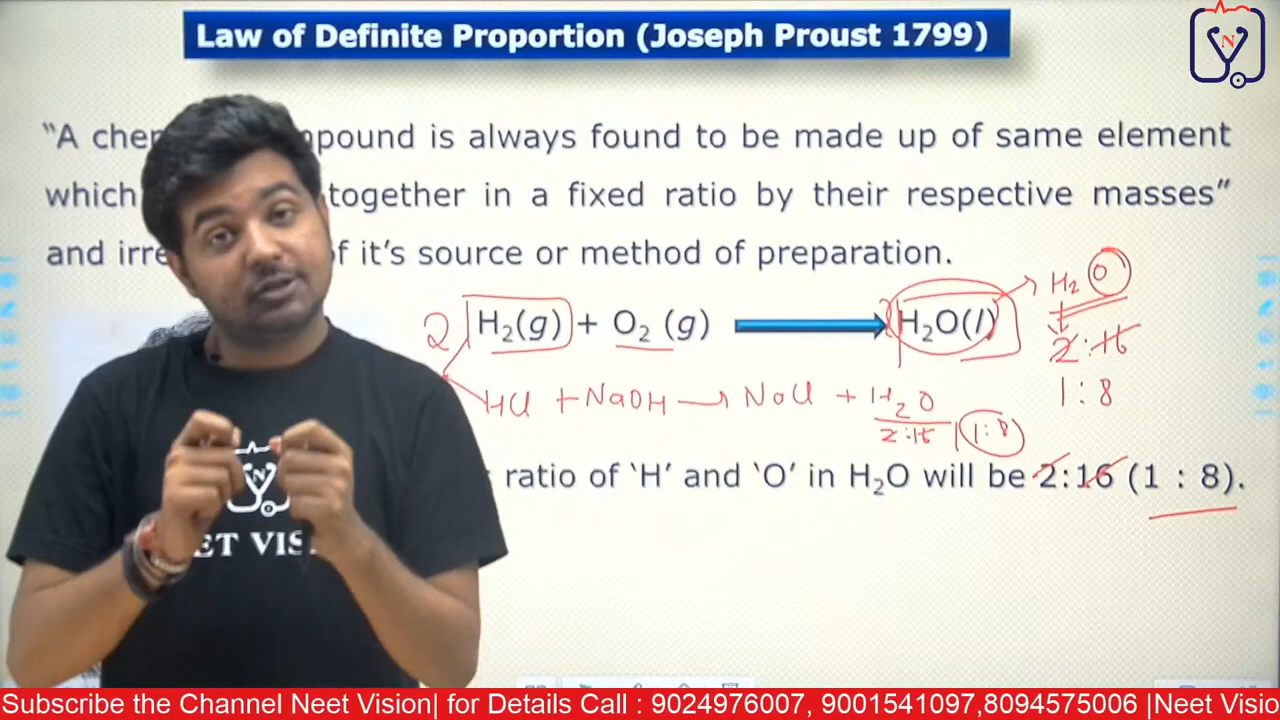 Law of Definite Proportion (Joseph Proust 1799)
N
“A che mpound is always found to be made up of same element
which together in a fixed ratio by their respective masses”
and irre f it’s source or method of preparation.
H₂O
2 H₂(g) + O₂ (g) 2 H₂O(l)
2:16
1:8
HCl + NaOH → NaCl + H₂O
2:16 1:8
ratio of ‘H’ and ‘O’ in H₂O will be 2:16 (1 : 8).
N
ET VIS
Subscribe the Channel Neet Vision| for Details Call : 9024976007, 9001541097,8094575006 |Neet Visio